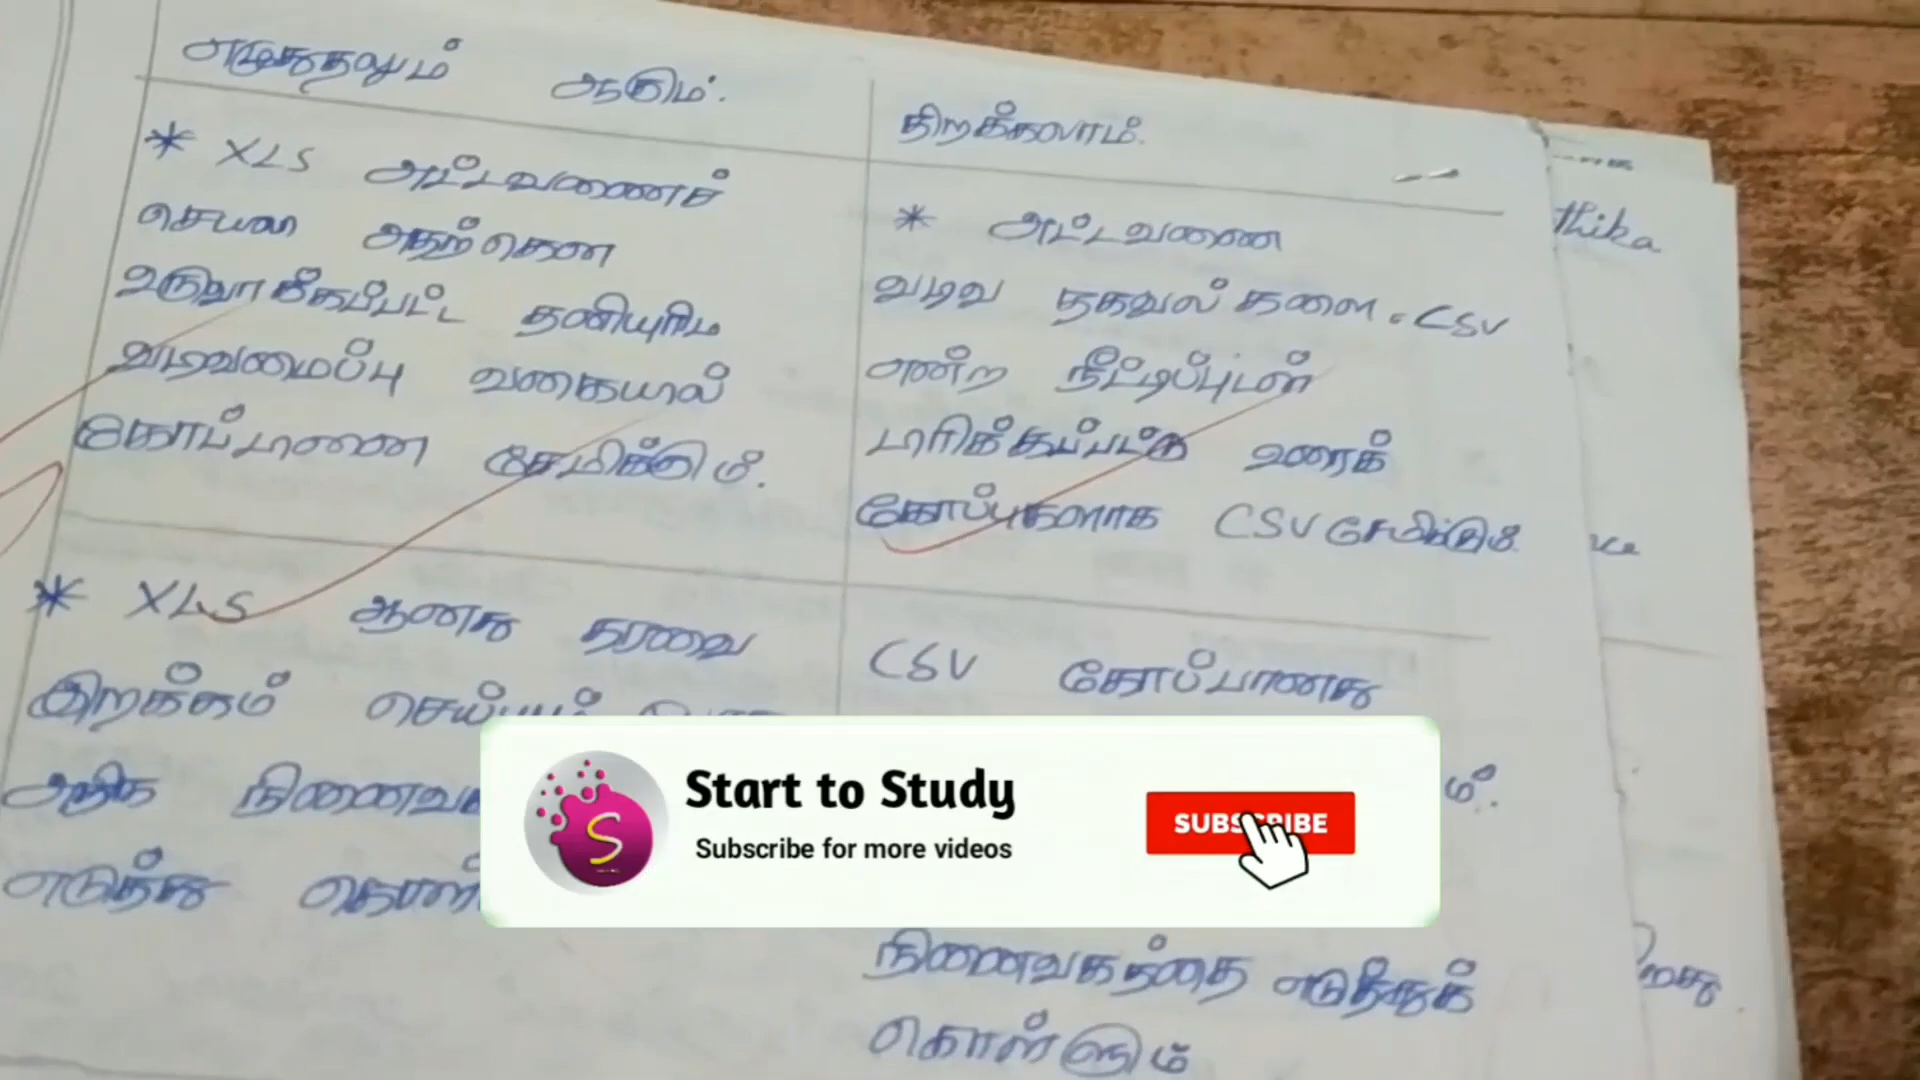 எழுதுதலும் ஆகும்.
* XLS அட்டவணைச்
செயலி அதற்கென
உருவாக்கப்பட்ட தனியுரிம
வடிவமைப்பு வகையில்
கோப்பினை சேமிக்கும்.
* XLS ஆனது தரவை
இறக்கம் செய்யும்
அதிக
எடுத்து
திறக்கலாம்.
* அட்டவணை
வடிவ தகவல்களை .CSV
என்ற நீட்டிப்புடன்
பிரிக்கப்பட்ட உரைக்
கோப்புகளாக CSV சேமிக்கும்.
CSV கோப்பானது
நினைவகத்தை எடுத்துக்
கொள்ளும்
thika
Start to Study
Subscribe for more videos
SUBSCRIBE